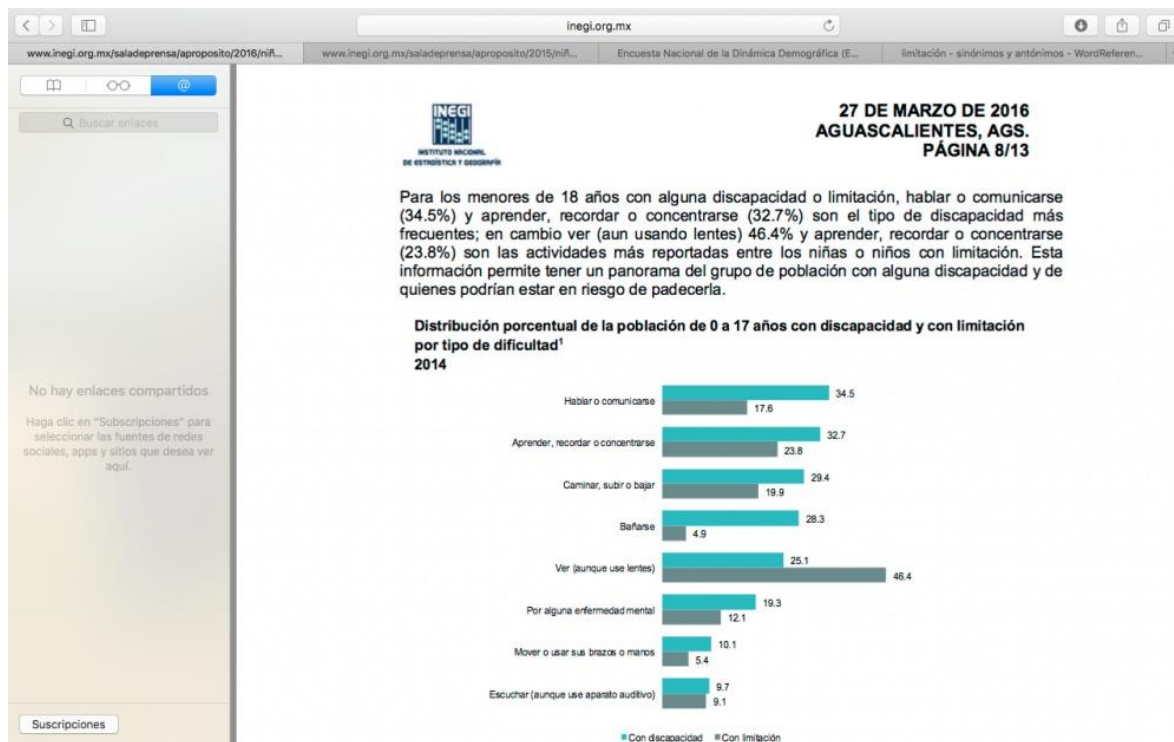 inegi.org.mx
www.inegi.org.mx/saladeprensa/aproposito/2016/niñ...
www.inegi.org.mx/saladeprensa/aproposito/2015/niñ...
Encuesta Nacional de la Dinámica Demográfica (E...
limitación - sinónimos y antónimos - WordReferen...
Buscar enlaces
No hay enlaces compartidos
Haga clic en "Subscripciones" para
seleccionar las fuentes de redes
sociales, apps y sitios que desea ver
aquí.
Suscripciones
INEGI
INSTITUTO NACIONAL
DE ESTADÍSTICA Y GEOGRAFÍA
27 DE MARZO DE 2016
AGUASCALIENTES, AGS.
PÁGINA 8/13
Para los menores de 18 años con alguna discapacidad o limitación, hablar o comunicarse
(34.5%) y aprender, recordar o concentrarse (32.7%) son el tipo de discapacidad más
frecuentes; en cambio ver (aun usando lentes) 46.4% y aprender, recordar o concentrarse
(23.8%) son las actividades más reportadas entre los niñas o niños con limitación. Esta
información permite tener un panorama del grupo de población con alguna discapacidad y de
quienes podrían estar en riesgo de padecerla.
Distribución porcentual de la población de 0 a 17 años con discapacidad y con limitación
por tipo de dificultad¹
2014
Hablar o comunicarse 34.5
17.6
Aprender, recordar o concentrarse 32.7
23.8
Caminar, subir o bajar 29.4
19.9
Bañarse 28.3
4.9
Ver (aunque use lentes) 25.1
46.4
Por alguna enfermedad mental 19.3
12.1
Mover o usar sus brazos o manos 10.1
5.4
Escuchar (aunque use aparato auditivo) 9.7
9.1
Con discapacidad Con limitación